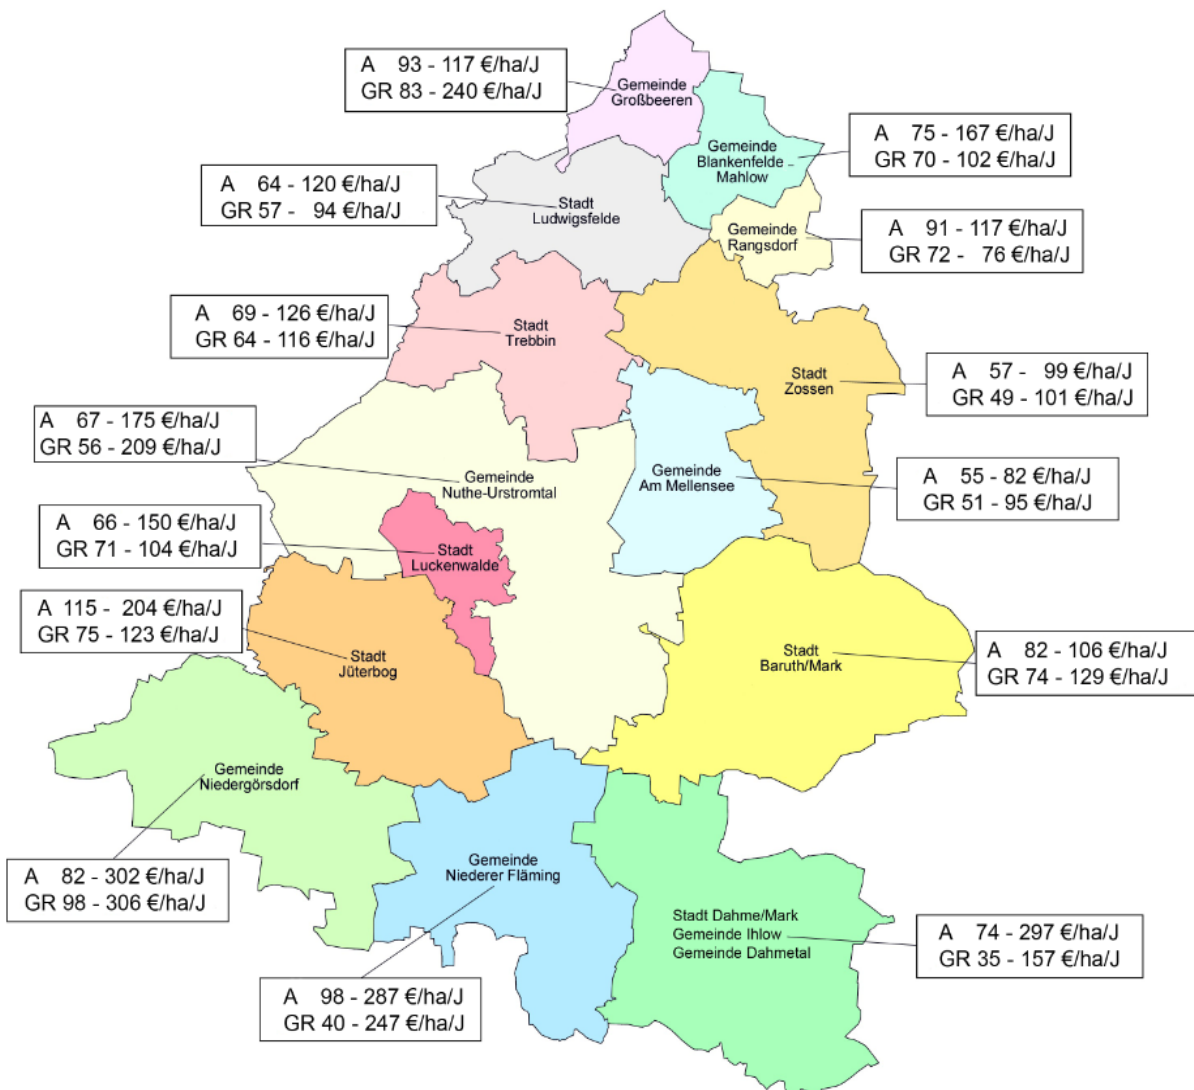 A 93 - 117 €/ha/J
GR 83 - 240 €/ha/J
Gemeinde
Großbeeren
Gemeinde
Blankenfelde -
Mahlow
A 75 - 167 €/ha/J
GR 70 - 102 €/ha/J
A 64 - 120 €/ha/J
GR 57 - 94 €/ha/J
Stadt
Ludwigsfelde
Gemeinde
Rangsdorf
A 91 - 117 €/ha/J
GR 72 - 76 €/ha/J
A 69 - 126 €/ha/J
GR 64 - 116 €/ha/J
Stadt
Trebbin
Stadt
Zossen
A 57 - 99 €/ha/J
GR 49 - 101 €/ha/J
A 67 - 175 €/ha/J
GR 56 - 209 €/ha/J
Gemeinde
Nuthe-Urstromtal
Gemeinde
Am Mellensee
A 55 - 82 €/ha/J
GR 51 - 95 €/ha/J
A 66 - 150 €/ha/J
GR 71 - 104 €/ha/J
Stadt
Luckenwalde
A 115 - 204 €/ha/J
GR 75 - 123 €/ha/J
Stadt
Jüterbog
Stadt
Baruth/Mark
A 82 - 106 €/ha/J
GR 74 - 129 €/ha/J
Gemeinde
Niedergörsdorf
A 82 - 302 €/ha/J
GR 98 - 306 €/ha/J
Gemeinde
Niederer Fläming
A 98 - 287 €/ha/J
GR 40 - 247 €/ha/J
Stadt Dahme/Mark
Gemeinde Ihlow
Gemeinde Dahmetal
A 74 - 297 €/ha/J
GR 35 - 157 €/ha/J